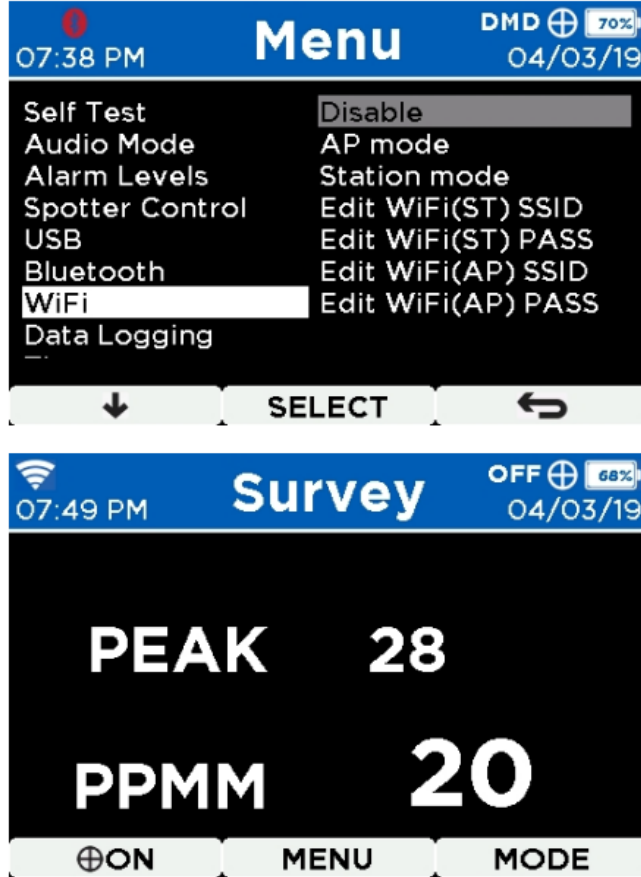 07:38 PM Menu DMD 70% 04/03/19
Self Test Disable
Audio Mode AP mode
Alarm Levels Station mode
Spotter Control Edit WiFi(ST) SSID
USB Edit WiFi(ST) PASS
Bluetooth Edit WiFi(AP) SSID
WiFi Edit WiFi(AP) PASS
Data Logging
SELECT
07:49 PM Survey OFF 68% 04/03/19
PEAK 28
PPMM 20
ON MENU MODE